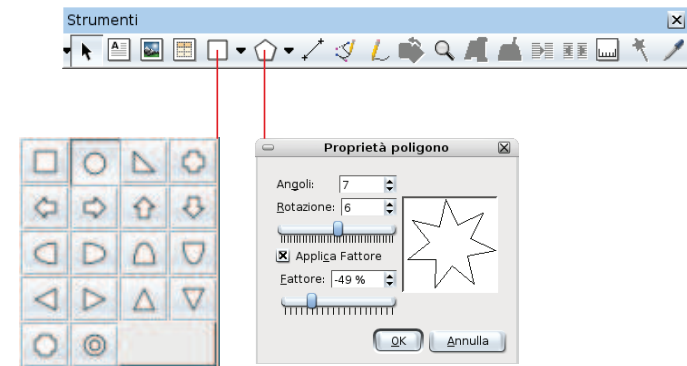 Strumenti
Proprietà poligono
Angoli: 7
Rotazione: 6
Applica Fattore
Fattore: -49 %
OK Annulla